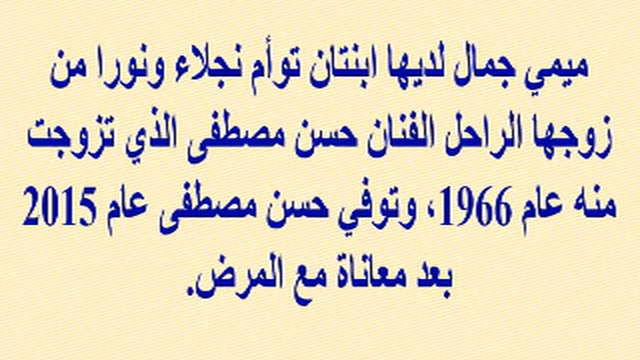 ميمي جمال لديها ابنتان توأم نجلاء ونورا من
زوجها الراحل الفنان حسن مصطفى الذي تزوجت
منه عام 1966، وتوفي حسن مصطفى عام 2015
بعد معاناة مع المرض.